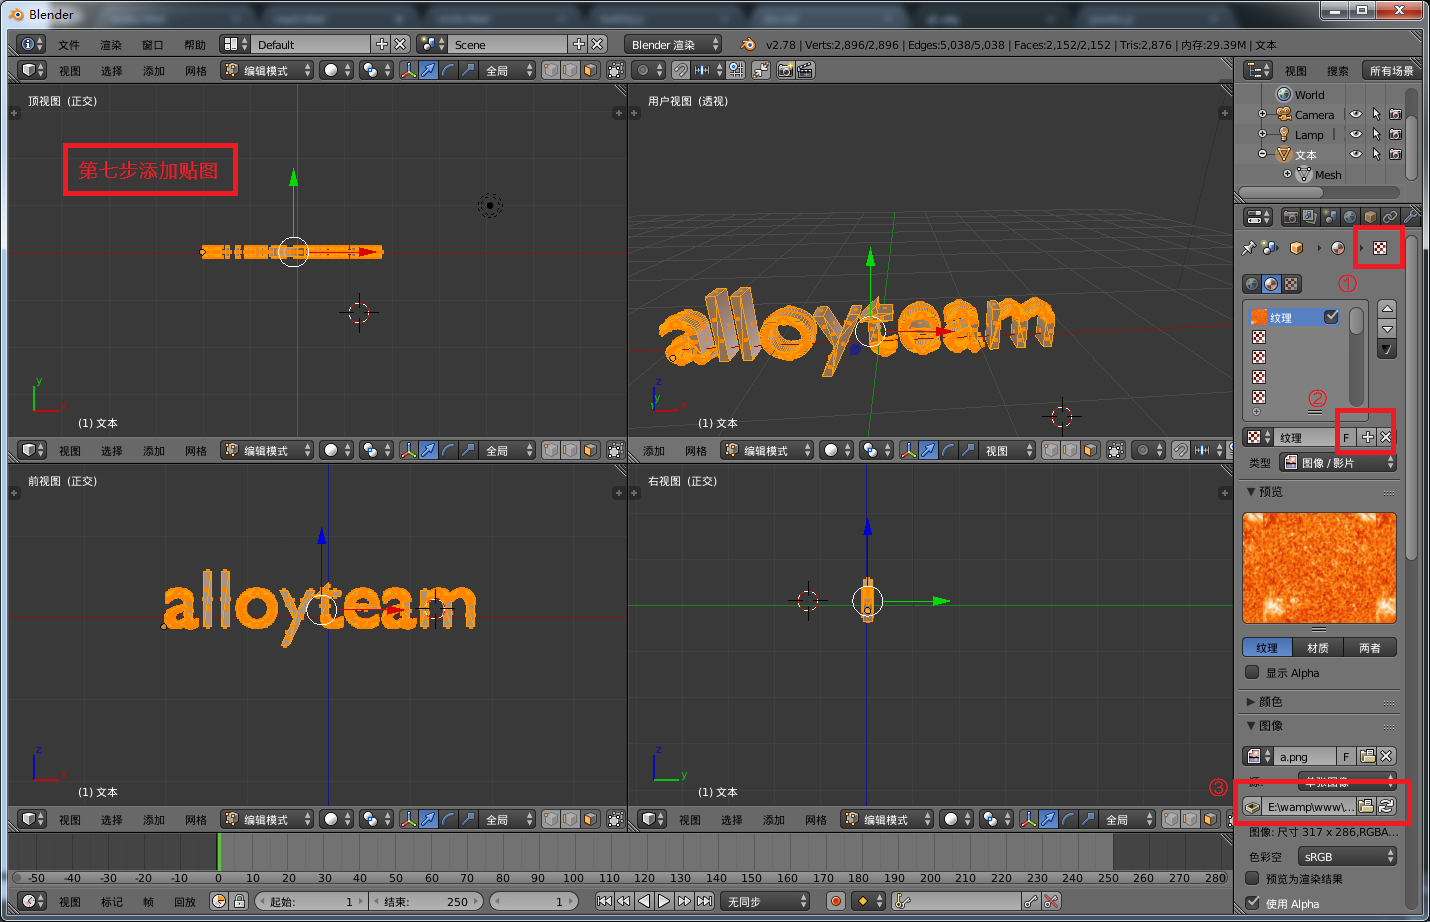 Blender
文件 渲染 窗口 帮助 Default Scene Blender 渲染 v2.78 | Verts:2,896/2,896 | Edges:5,038/5,038 | Faces:2,152/2,152 | Tris:2,876 | 内存:29.39M | 文本
视图 选择 添加 网格 编辑模式 全局
视图 搜索 所有场景
顶视图 (正交)
第七步添加贴图
y
x
(1) 文本
用户视图 (透视)
alloyteam
z
y
x
(1) 文本
World
Camera
Lamp
文本
Mesh
①
纹理
②
纹理 F
类型 图像 / 影片
预览
纹理 材质 两者
显示 Alpha
颜色
图像
a.png F
源: 单张图像
③
E:\wamp\www\...
图像: 尺寸 317 x 286,RGBA...
色彩空 sRGB
预览为渲染结果
使用 Alpha
视图 选择 添加 网格 编辑模式 全局
添加 网格 编辑模式 视图
前视图 (正交)
alloyteam
z
x
(1) 文本
右视图 (正交)
z
y
(1) 文本
视图 选择 添加 网格 编辑模式 全局
视图 选择 添加 网格 编辑模式 全局
-50 -40 -30 -20 -10 0 10 20 30 40 50 60 70 80 90 100 110 120 130 140 150 160 170 180 190 200 210 220 230 240 250 260 270 280
视图 标记 帧 回放 起始: 1 结束: 250 1 无同步